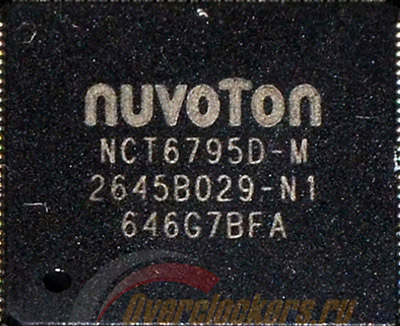 nuvoTon
NCT6795D-M
2645B029-N1
646G7BFA
Overclockers.ru